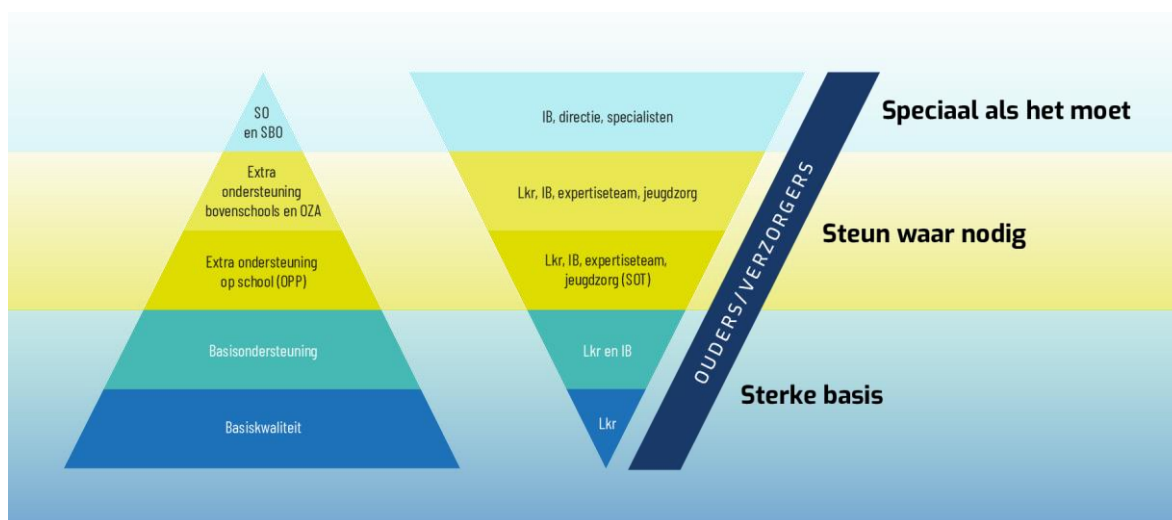 SO
en SBO
Extra
ondersteuning
bovenschools en OZA
Extra ondersteuning
op school (OPP)
Basisondersteuning
Basiskwaliteit
IB, directie, specialisten
Lkr, IB, expertiseteam, jeugdzorg
Lkr, IB, expertiseteam,
jeugdzorg (SOT)
Lkr en IB
Lkr
OUDERS/VERZORGERS
Speciaal als het moet
Steun waar nodig
Sterke basis